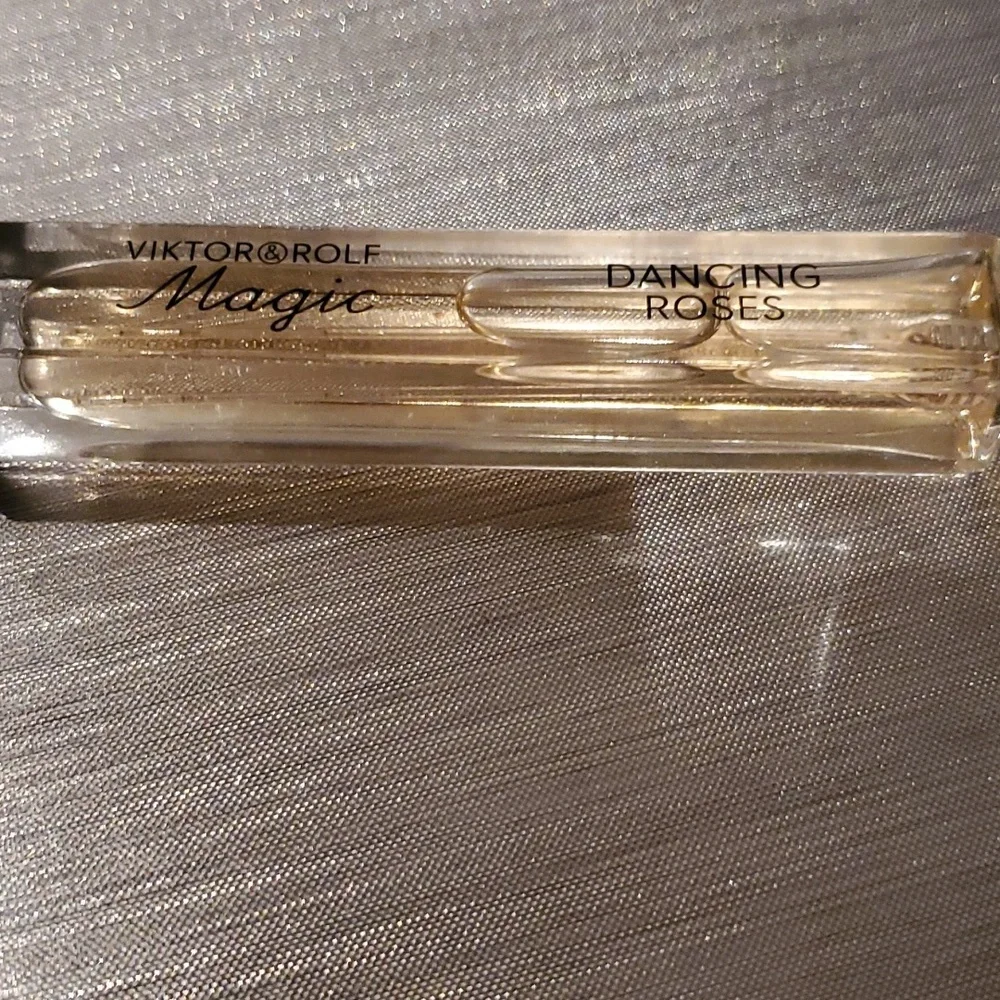 VIKTOR&ROLF
Magic
DANCING
ROSES